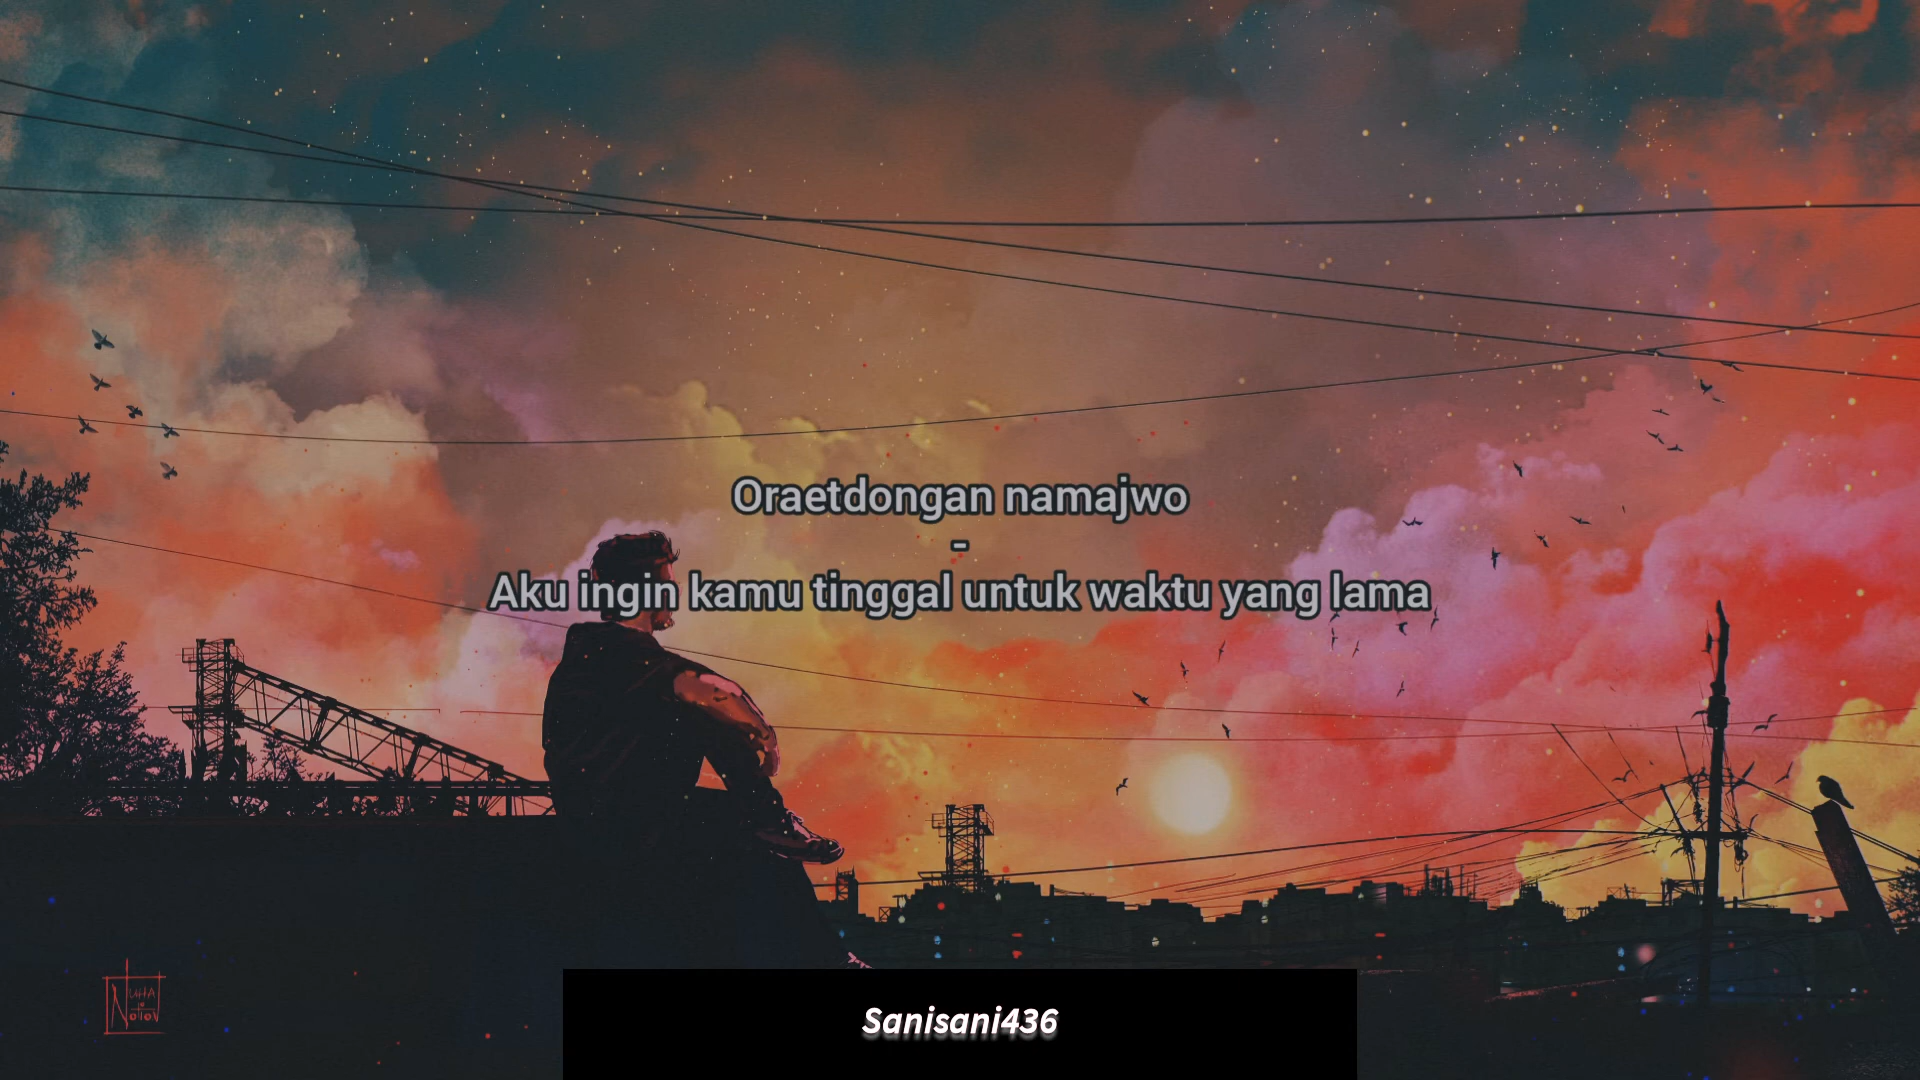 Oraetdongan namajwo
-
Aku ingin kamu tinggal untuk waktu yang lama
Sanisani436